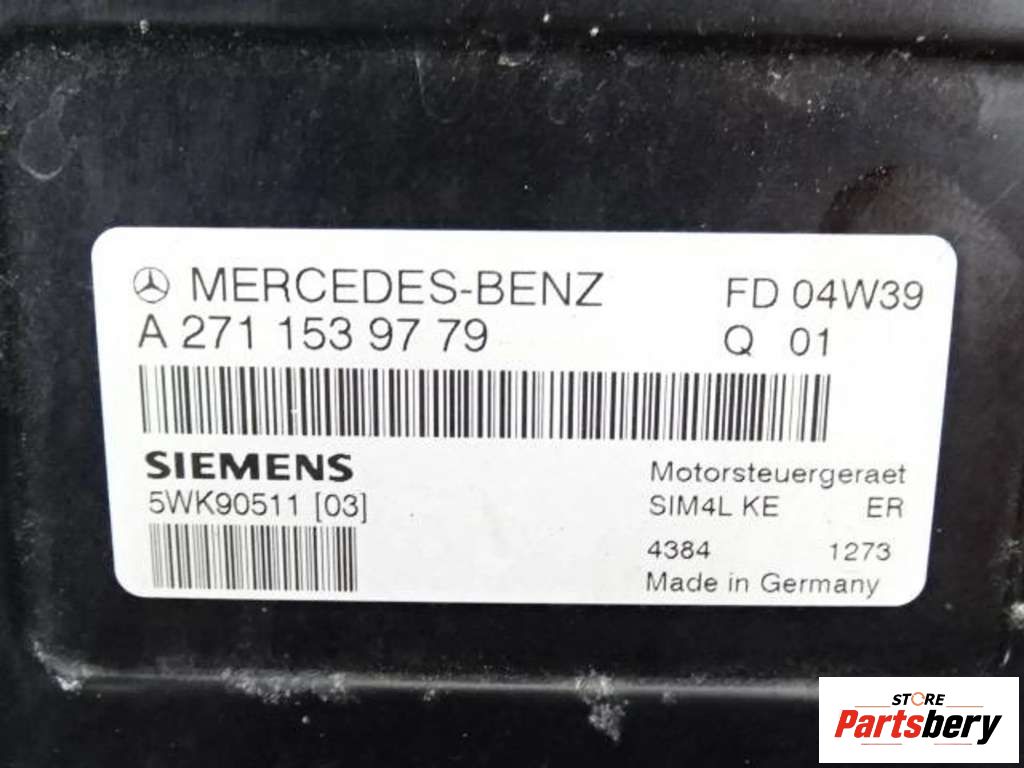 MERCEDES-BENZ FD 04W39
A 271 153 97 79 Q 01
SIEMENS Motorsteuergeraet
5WK90511 [03] SIM4L KE ER
4384 1273
Made in Germany
STORE
Partsbery